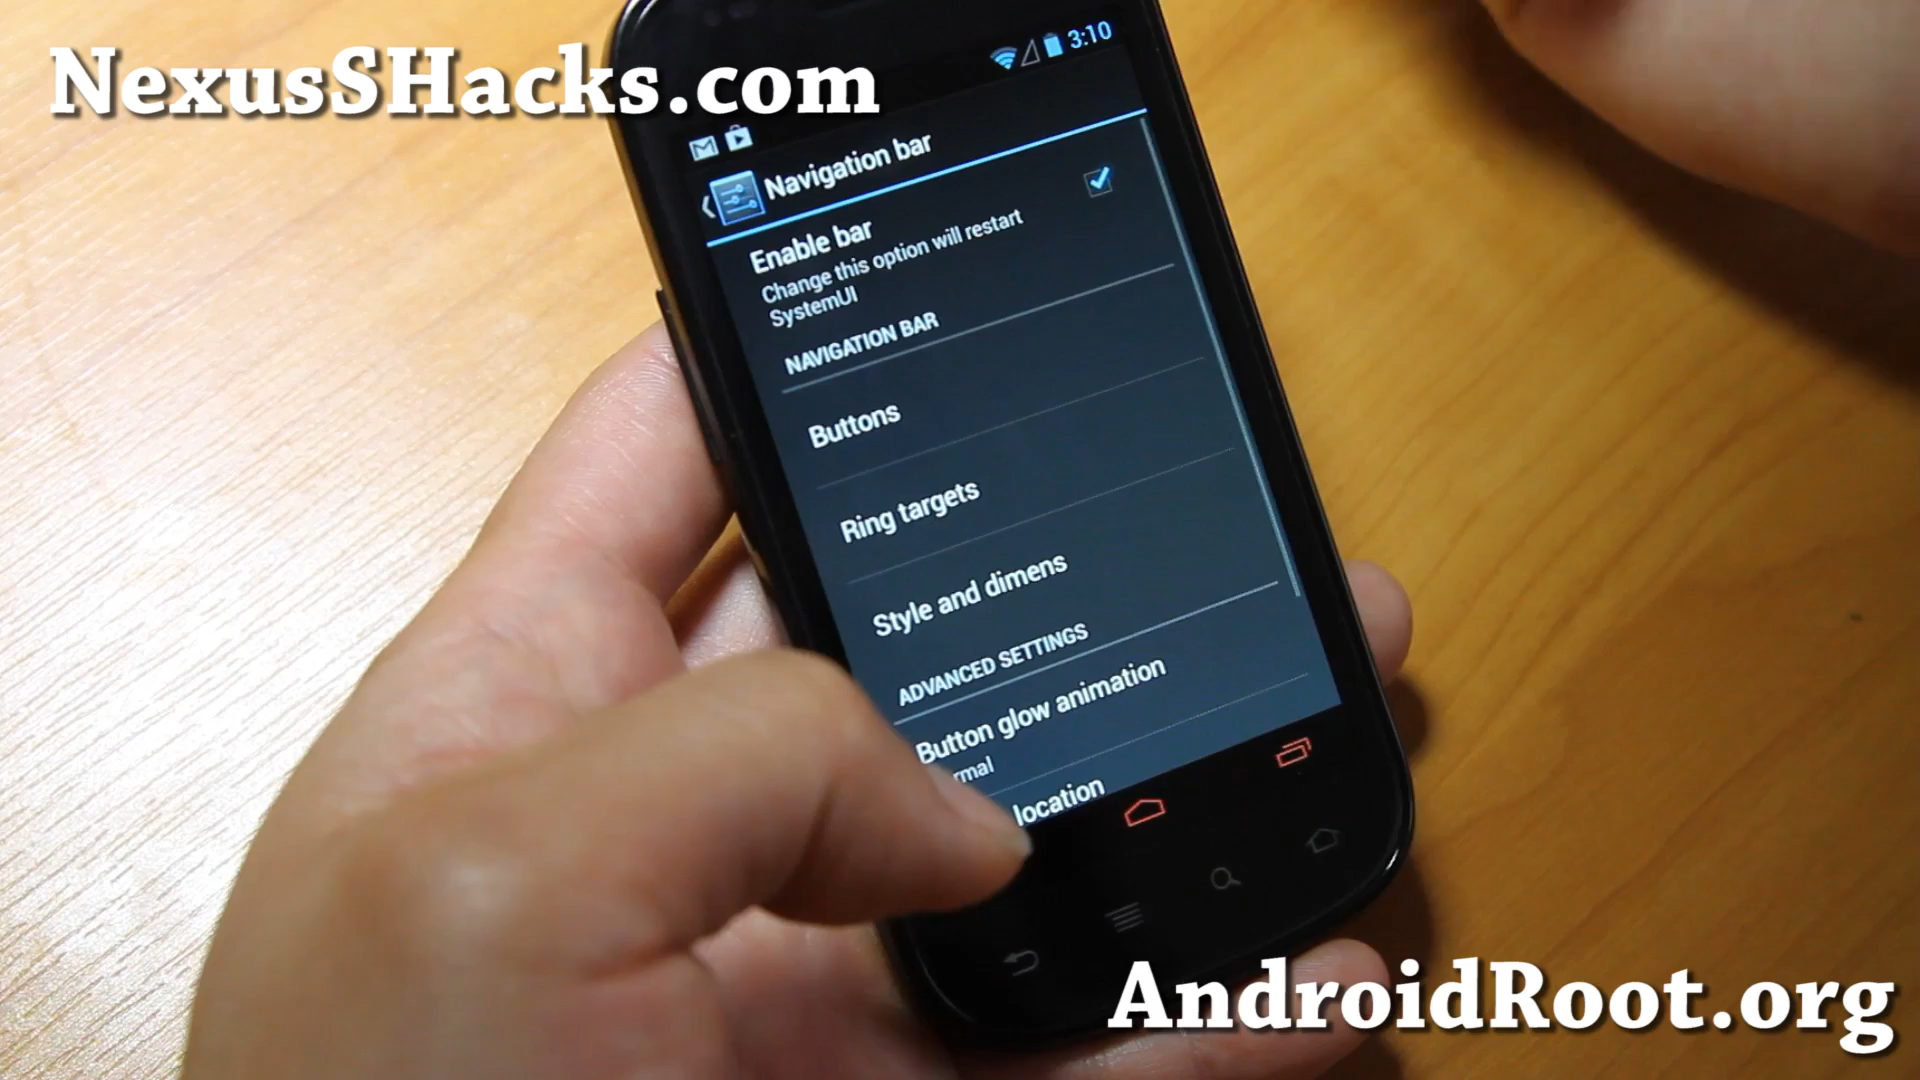 NexusSHacks.com
3:10
Navigation bar
Enable bar
Change this option will restart
SystemUI
NAVIGATION BAR
Buttons
Ring targets
Style and dimens
ADVANCED SETTINGS
Button glow animation
rmal
location
AndroidRoot.org